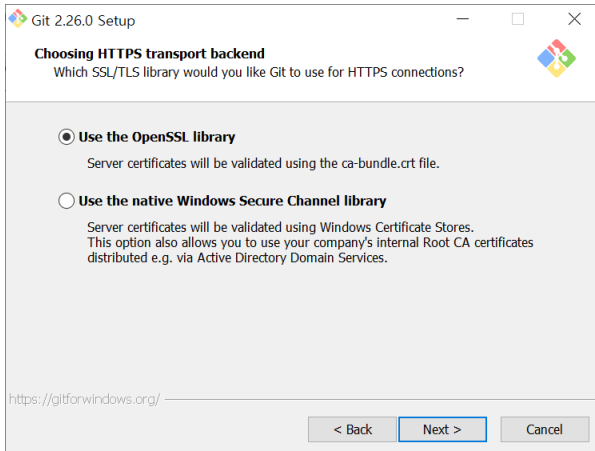 Git 2.26.0 Setup
Choosing HTTPS transport backend
Which SSL/TLS library would you like Git to use for HTTPS connections?
Use the OpenSSL library
Server certificates will be validated using the ca-bundle.crt file.
Use the native Windows Secure Channel library
Server certificates will be validated using Windows Certificate Stores.
This option also allows you to use your company's internal Root CA certificates
distributed e.g. via Active Directory Domain Services.
https://gitforwindows.org/
< Back Next > Cancel